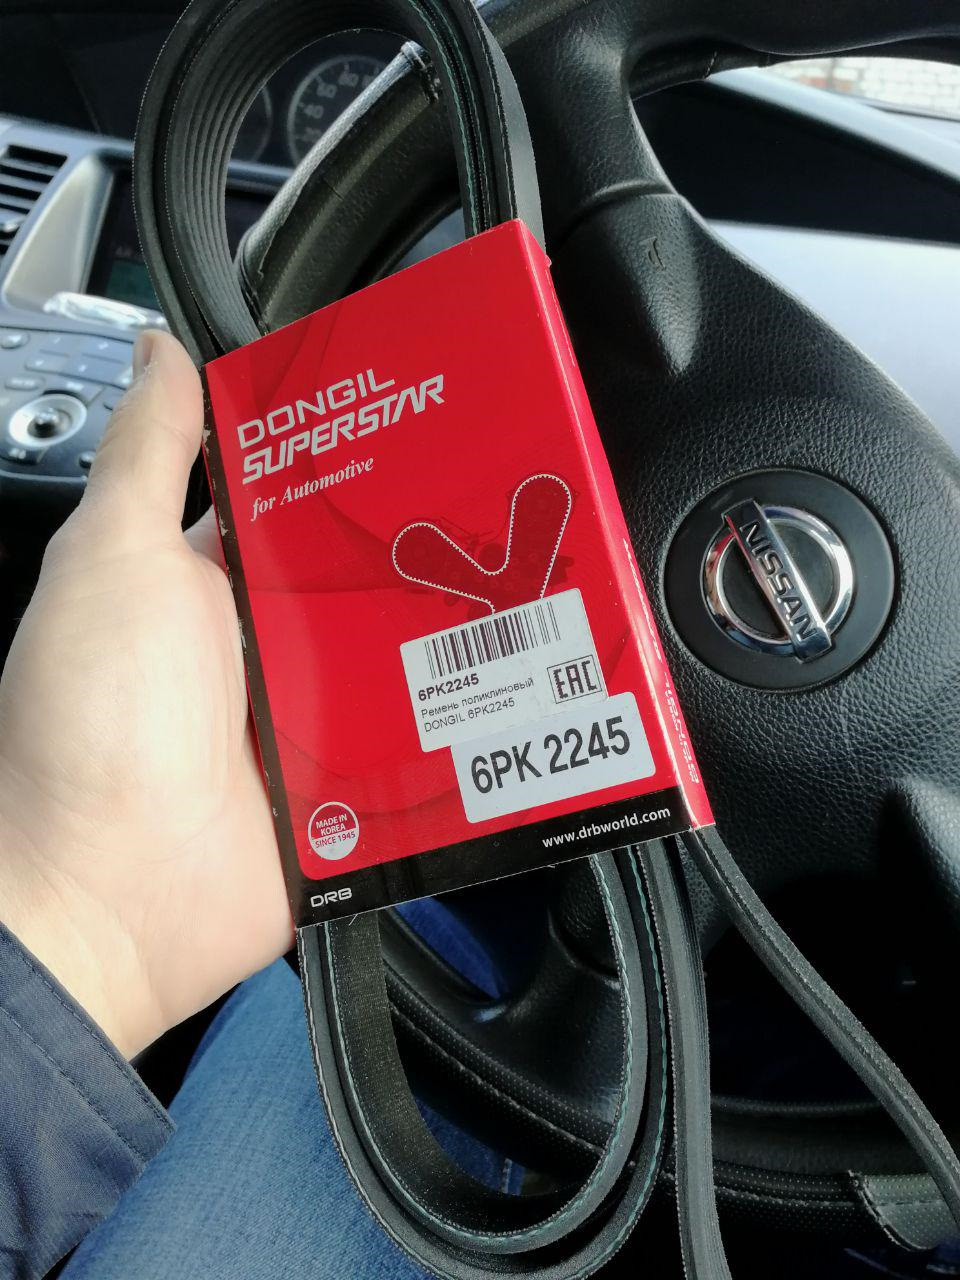 DONGIL
SUPERSTAR
for Automotive
6PK2245
Ремень поликлиновый
DONGIL 6PK2245
EAC
6PK 2245
MADE IN
KOREA
SINCE 1945
www.drbworld.com
DRB
NISSAN